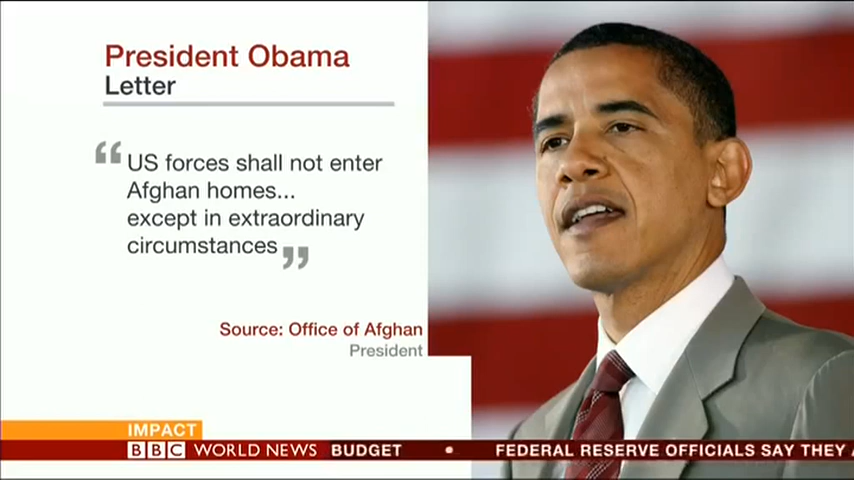 President Obama
Letter
“ US forces shall not enter
Afghan homes...
except in extraordinary
circumstances ”
Source: Office of Afghan
President
IMPACT
BBC WORLD NEWS BUDGET • FEDERAL RESERVE OFFICIALS SAY THEY A